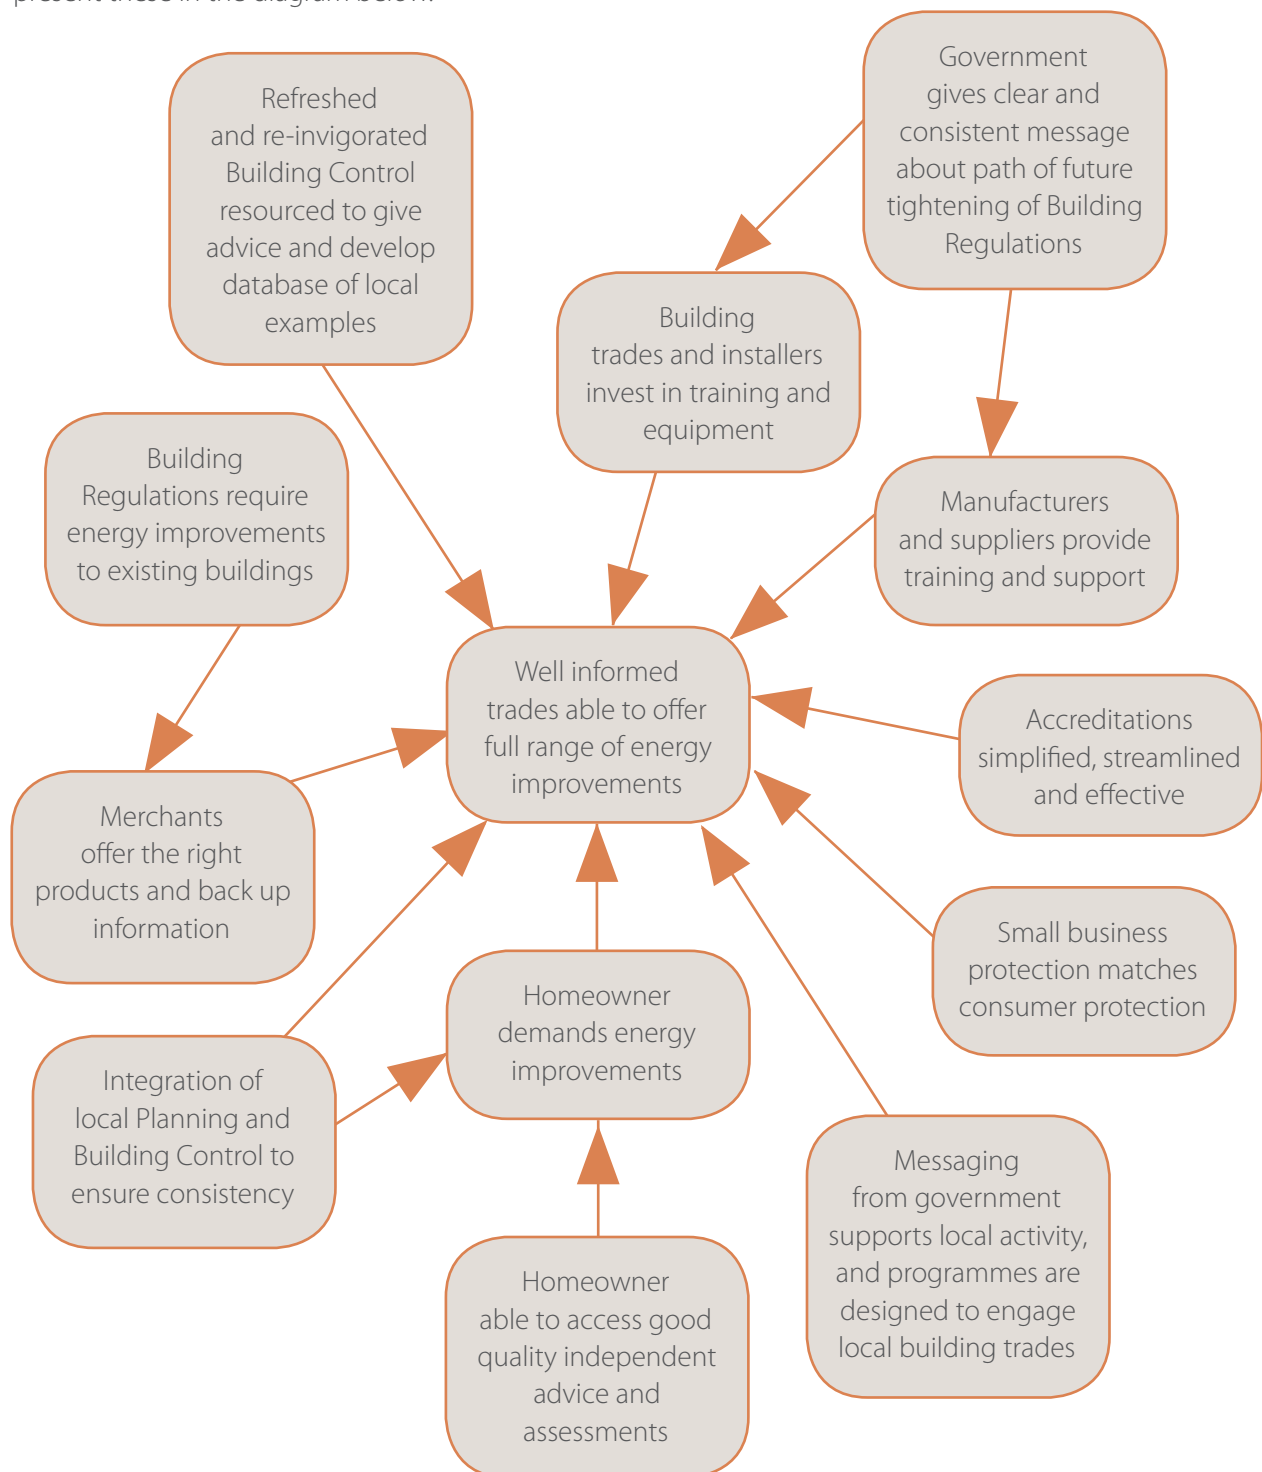 present these in the diagram below.
Refreshed
and re-invigorated
Building Control
resourced to give
advice and develop
database of local
examples
Government
gives clear and
consistent message
about path of future
tightening of Building
Regulations
Building
trades and installers
invest in training and
equipment
Building
Regulations require
energy improvements
to existing buildings
Manufacturers
and suppliers provide
training and support
Well informed
trades able to offer
full range of energy
improvements
Accreditations
simplified, streamlined
and effective
Merchants
offer the right
products and back up
information
Small business
protection matches
consumer protection
Homeowner
demands energy
improvements
Integration of
local Planning and
Building Control to
ensure consistency
Messaging
from government
supports local activity,
and programmes are
designed to engage
local building trades
Homeowner
able to access good
quality independent
advice and
assessments